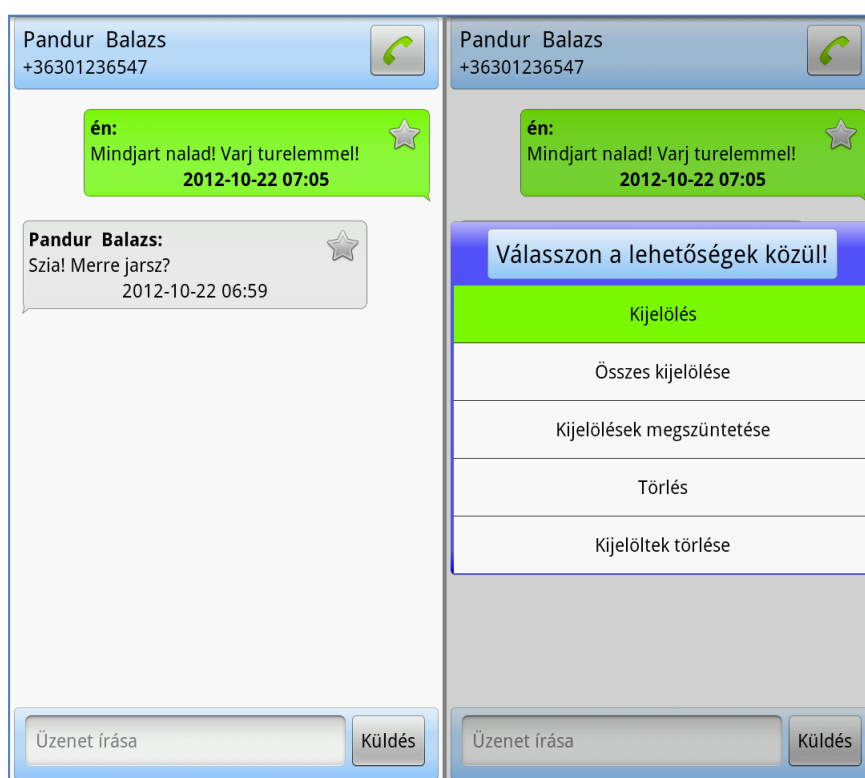 Pandur Balazs
+36301236547
én:
Mindjart nalad! Varj turelemmel!
2012-10-22 07:05
Pandur Balazs:
Szia! Merre jarsz?
2012-10-22 06:59
Üzenet írása
Küldés
Pandur Balazs
+36301236547
én:
Mindjart nalad! Varj turelemmel!
2012-10-22 07:05
Válasszon a lehetőségek közül!
Kijelölés
Összes kijelölése
Kijelölések megszüntetése
Törlés
Kijelöltek törlése
Üzenet írása
Küldés